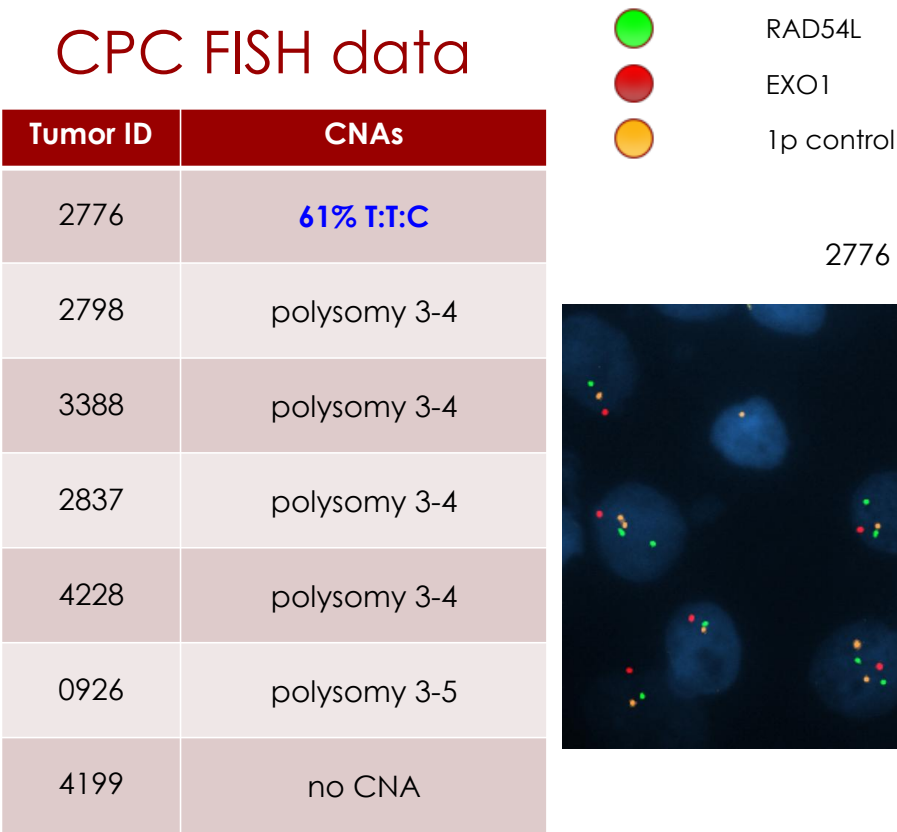 CPC FISH data
RAD54L
EXO1
1p control
Tumor ID CNAs
2776 61% T:T:C
2798 polysomy 3-4
3388 polysomy 3-4
2837 polysomy 3-4
4228 polysomy 3-4
0926 polysomy 3-5
4199 no CNA
2776